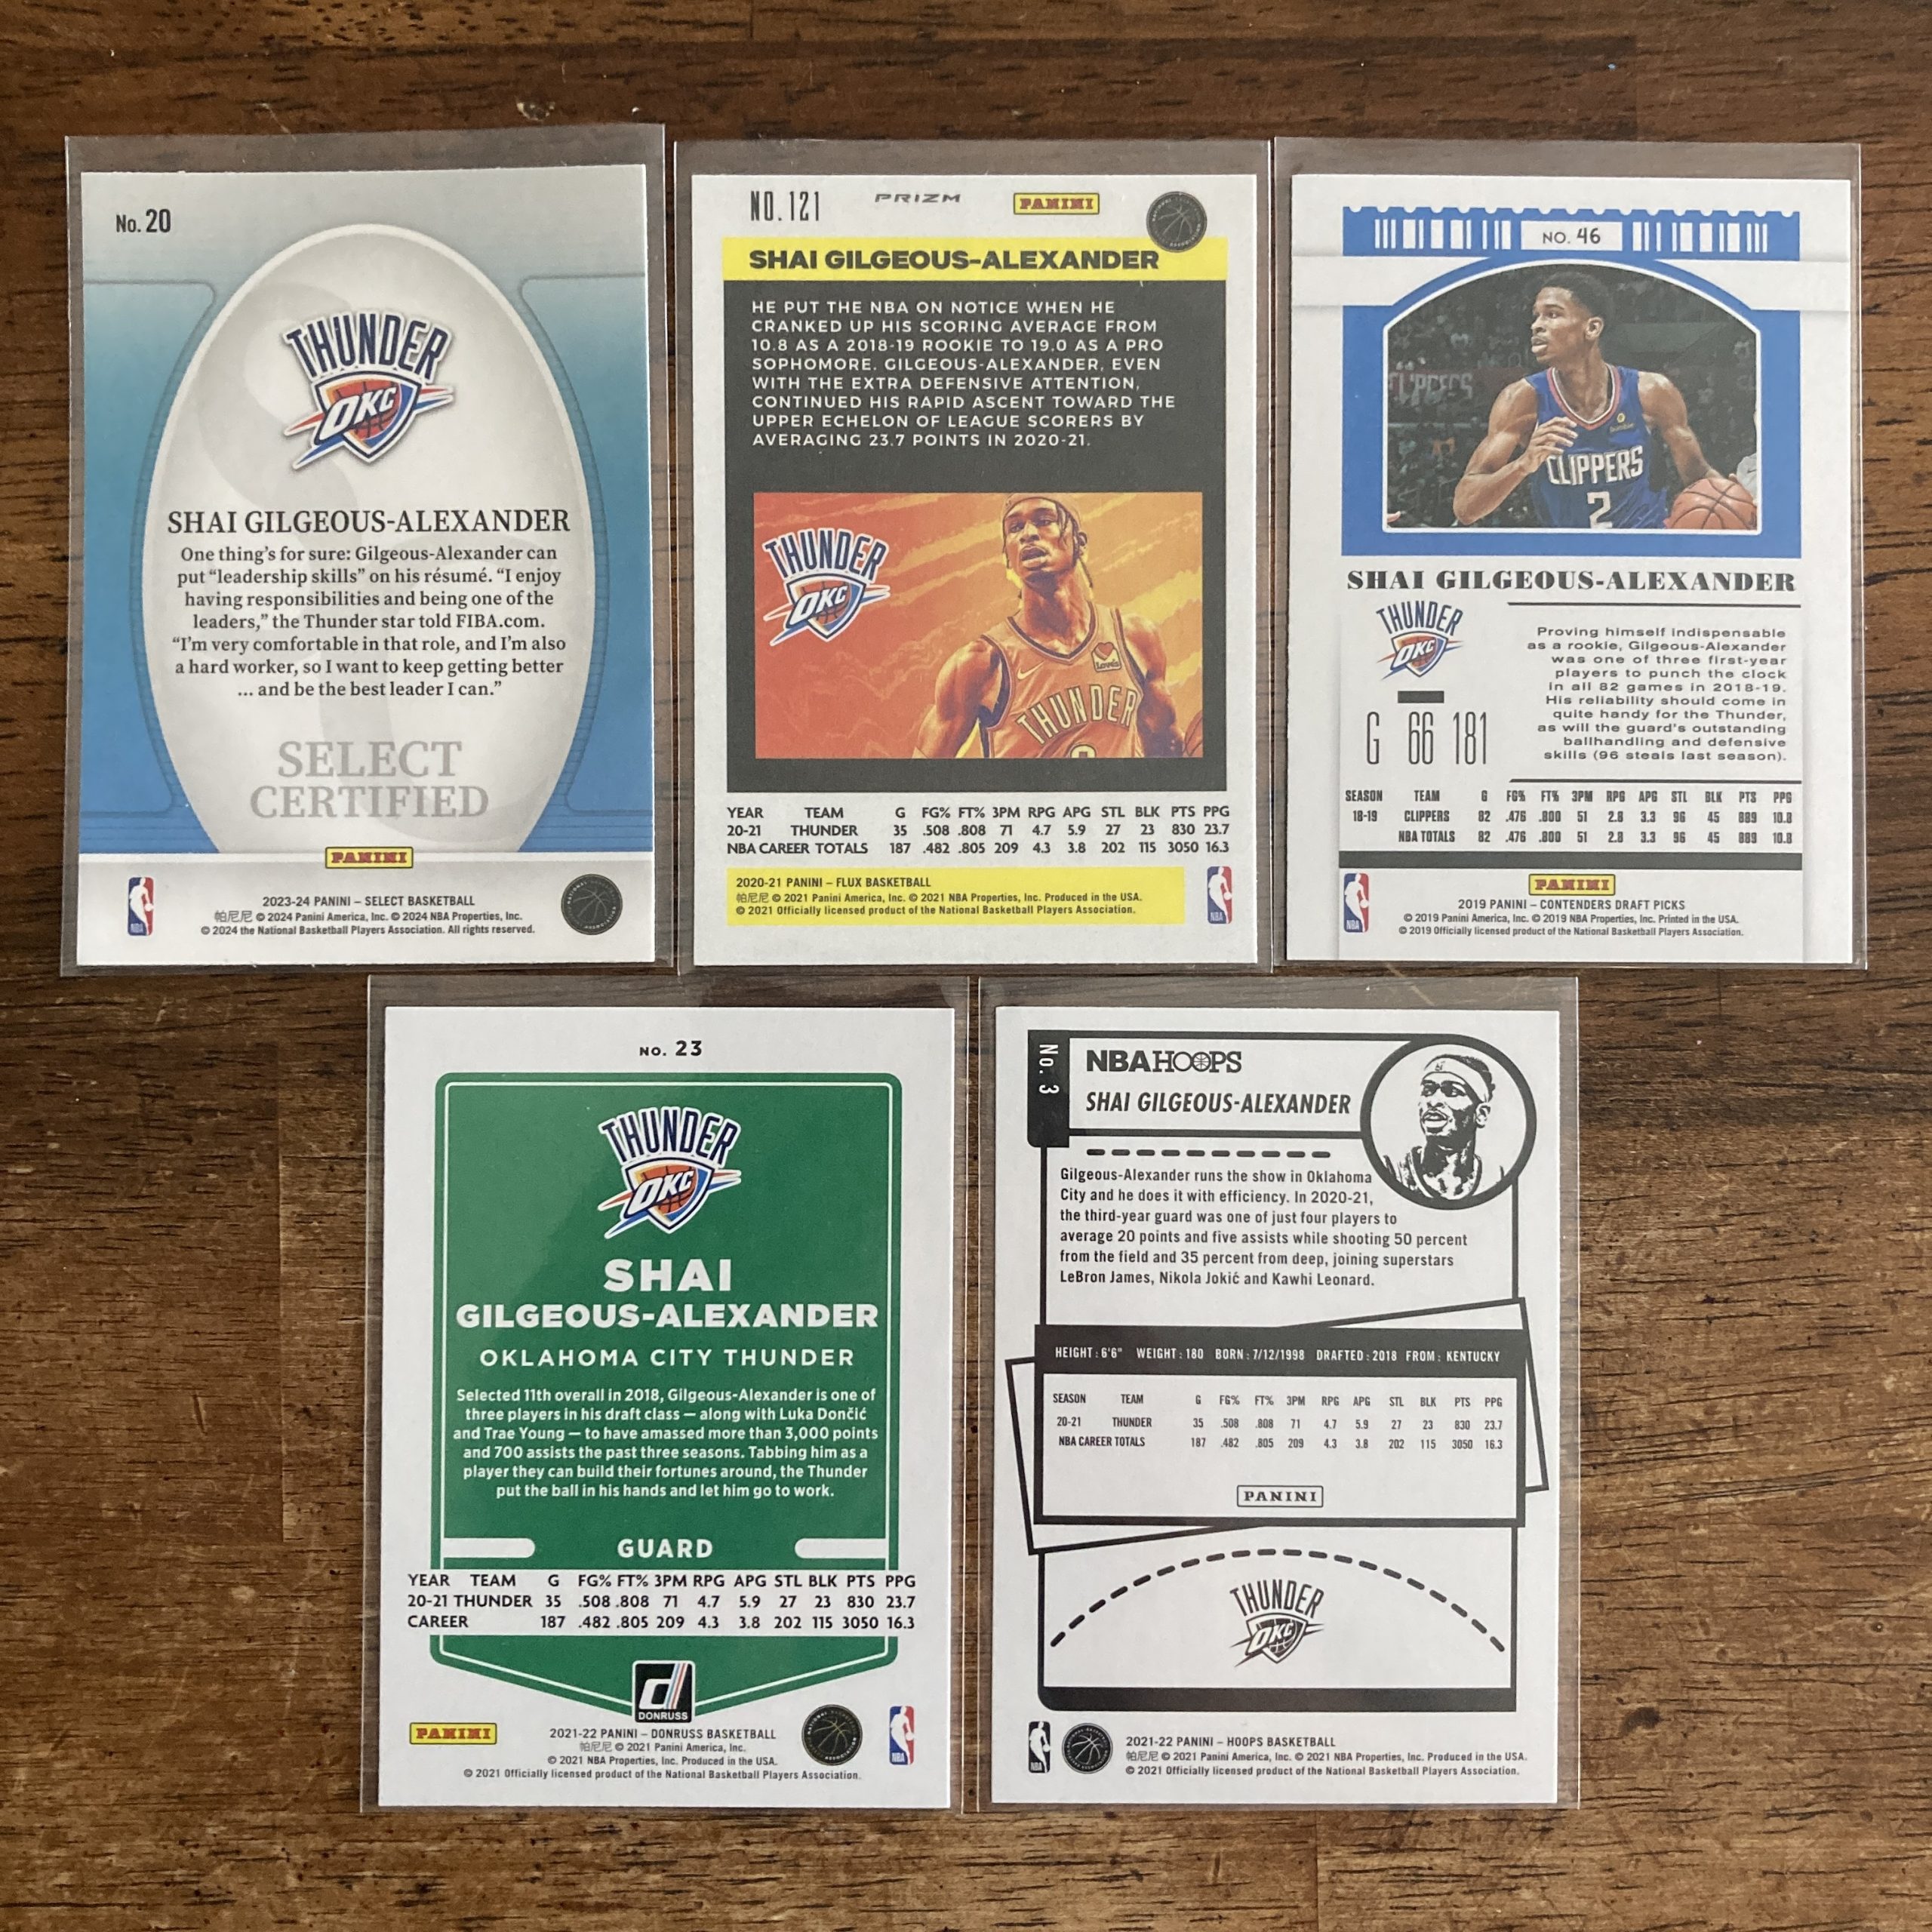 No. 20
THUNDER
OKC
SHAI GILGEOUS-ALEXANDER
One thing's for sure: Gilgeous-Alexander can
put “leadership skills” on his résumé. “I enjoy
having responsibilities and being one of the
leaders,” the Thunder star told FIBA.com.
“I'm very comfortable in that role, and I'm also
a hard worker, so I want to keep getting better
... and be the best leader I can.”
SELECT
CERTIFIED
PANINI
NBA
2023-24 PANINI – SELECT BASKETBALL
帕尼尼 © 2024 Panini America, Inc. © 2024 NBA Properties, Inc.
© 2024 the National Basketball Players Association. All rights reserved.
NO. 121
PRIZM
PANINI
SHAI GILGEOUS-ALEXANDER
HE PUT THE NBA ON NOTICE WHEN HE
CRANKED UP HIS SCORING AVERAGE FROM
10.8 AS A 2018-19 ROOKIE TO 19.0 AS A PRO
SOPHOMORE. GILGEOUS-ALEXANDER, EVEN
WITH THE EXTRA DEFENSIVE ATTENTION,
CONTINUED HIS RAPID ASCENT TOWARD THE
UPPER ECHELON OF LEAGUE SCORERS BY
AVERAGING 23.7 POINTS IN 2020-21.
THUNDER
OKC
Love's
THUNDER
YEAR TEAM G FG% FT% 3PM RPG APG STL BLK PTS PPG
20-21 THUNDER 35 .508 .808 71 4.7 5.9 27 23 830 23.7
NBA CAREER TOTALS 187 .482 .805 209 4.3 3.8 202 115 3050 16.3
2020-21 PANINI – FLUX BASKETBALL
帕尼尼 © 2021 Panini America, Inc. © 2021 NBA Properties, Inc. Produced in the USA.
© 2021 Officially licensed product of the National Basketball Players Association.
NBA
NO. 46
CLIPPERS
CLIPPERS
2
SHAI GILGEOUS-ALEXANDER
THUNDER
OKC
G 66 181
Proving himself indispensable
as a rookie, Gilgeous-Alexander
was one of three first-year
players to punch the clock
in all 82 games in 2018-19.
His reliability should come in
quite handy for the Thunder,
as will the guard's outstanding
ballhandling and defensive
skills (96 steals last season).
SEASON TEAM G FG% FT% 3PM RPG APG STL BLK PTS PPG
18-19 CLIPPERS 82 .476 .800 51 2.8 3.3 96 45 889 10.8
NBA TOTALS 82 .476 .800 51 2.8 3.3 96 45 889 10.8
PANINI
NBA
2019 PANINI – CONTENDERS DRAFT PICKS
© 2019 Panini America, Inc. © 2019 NBA Properties, Inc. Printed in the USA.
© 2019 Officially licensed product of the National Basketball Players Association.
NO. 23
THUNDER
OKC
SHAI
GILGEOUS-ALEXANDER
OKLAHOMA CITY THUNDER
Selected 11th overall in 2018, Gilgeous-Alexander is one of
three players in his draft class — along with Luka Dončić
and Trae Young — to have amassed more than 3,000 points
and 700 assists the past three seasons. Tabbing him as a
player they can build their fortunes around, the Thunder
put the ball in his hands and let him go to work.
GUARD
YEAR TEAM G FG% FT% 3PM RPG APG STL BLK PTS PPG
20-21 THUNDER 35 .508 .808 71 4.7 5.9 27 23 830 23.7
CAREER 187 .482 .805 209 4.3 3.8 202 115 3050 16.3
d
DONRUSS
PANINI
2021-22 PANINI – DONRUSS BASKETBALL
帕尼尼 © 2021 Panini America, Inc.
© 2021 NBA Properties, Inc. Produced in the USA.
© 2021 Officially licensed product of the National Basketball Players Association.
NBA
No. 3
NBA HOOPS
SHAI GILGEOUS-ALEXANDER
Gilgeous-Alexander runs the show in Oklahoma
City and he does it with efficiency. In 2020-21,
the third-year guard was one of just four players to
average 20 points and five assists while shooting 50 percent
from the field and 35 percent from deep, joining superstars
LeBron James, Nikola Jokić and Kawhi Leonard.
HEIGHT: 6'6" WEIGHT: 180 BORN: 7/12/1998 DRAFTED: 2018 FROM: KENTUCKY
SEASON TEAM G FG% FT% 3PM RPG APG STL BLK PTS PPG
20-21 THUNDER 35 .508 .808 71 4.7 5.9 27 23 830 23.7
NBA CAREER TOTALS 187 .482 .805 209 4.3 3.8 202 115 3050 16.3
PANINI
THUNDER
OKC
NBA
2021-22 PANINI – HOOPS BASKETBALL
帕尼尼 © 2021 Panini America, Inc. © 2021 NBA Properties, Inc. Produced in the USA.
© 2021 Officially licensed product of the National Basketball Players Association.